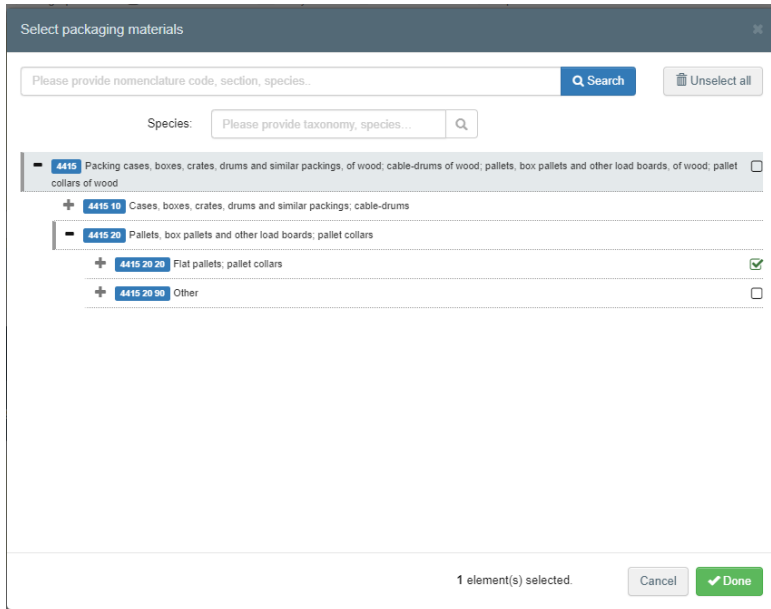 Select packaging materials
Please provide nomenclature code, section, species..
Search
Unselect all
Species:
Please provide taxonomy, species...
4415 Packing cases, boxes, crates, drums and similar packings, of wood; cable-drums of wood; pallets, box pallets and other load boards, of wood; pallet
collars of wood
4415 10 Cases, boxes, crates, drums and similar packings; cable-drums
4415 20 Pallets, box pallets and other load boards; pallet collars
4415 20 20 Flat pallets; pallet collars
4415 20 90 Other
1 element(s) selected.
Cancel
Done